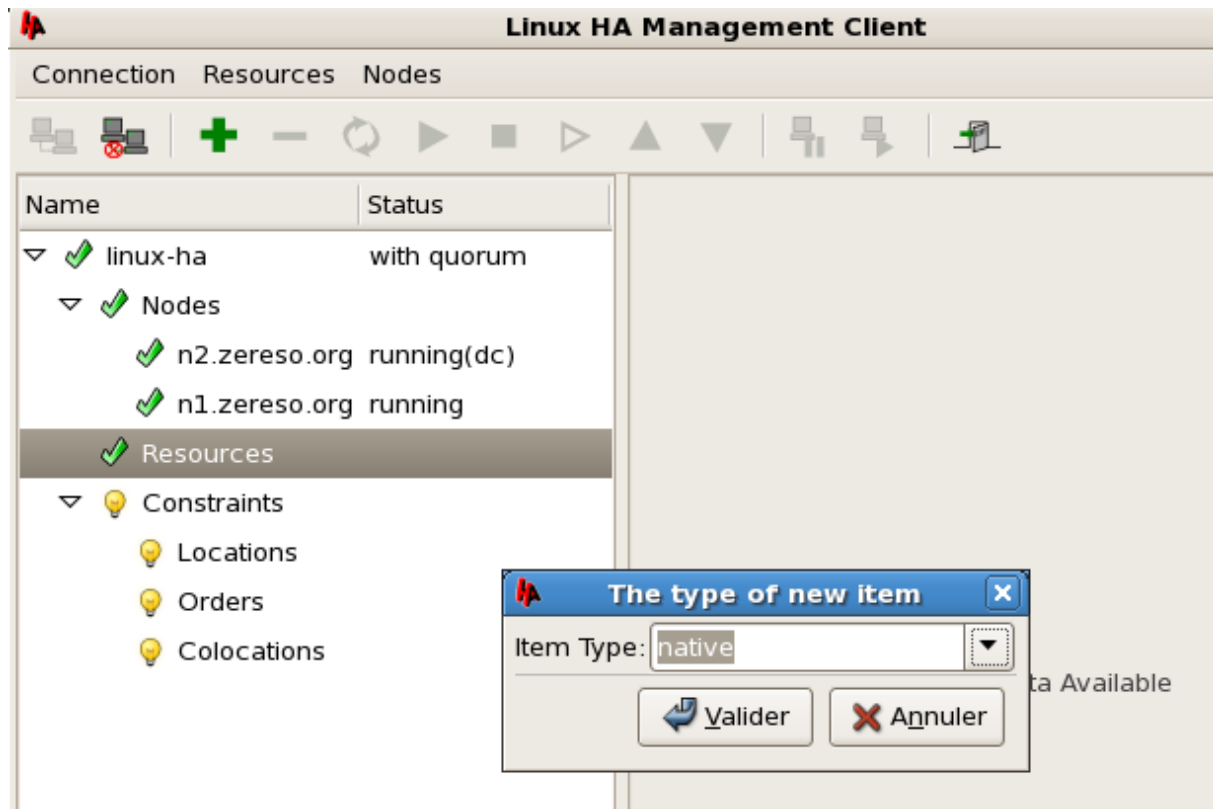 Linux HA Management Client
Connection Resources Nodes
Name Status
linux-ha with quorum
Nodes
n2.zereso.org running(dc)
n1.zereso.org running
Resources
Constraints
Locations
Orders
Colocations
The type of new item
Item Type: native
Valider Annuler
ta Available